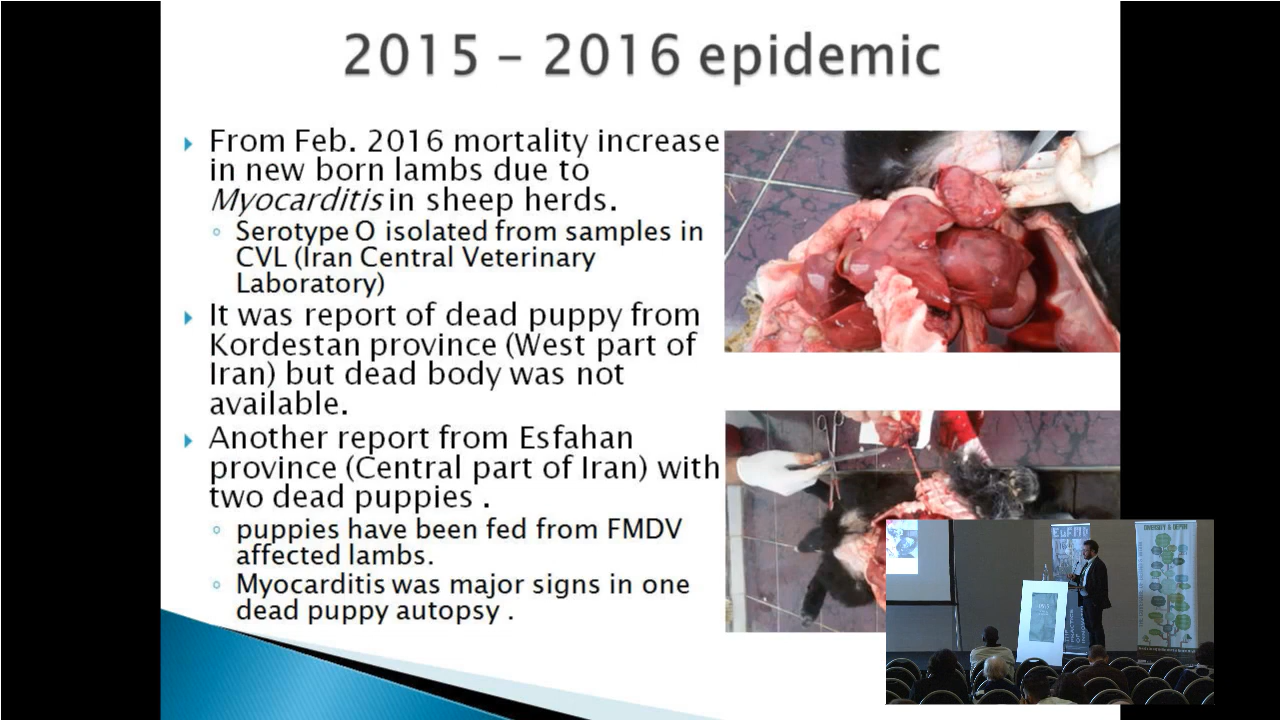 2015 – 2016 epidemic
From Feb. 2016 mortality increase
in new born lambs due to
Myocarditis in sheep herds.
Serotype O isolated from samples in
CVL (Iran Central Veterinary
Laboratory)
It was report of dead puppy from
Kordestan province (West part of
Iran) but dead body was not
available.
Another report from Esfahan
province (Central part of Iran) with
two dead puppies .
puppies have been fed from FMDV
affected lambs.
Myocarditis was major signs in one
dead puppy autopsy .
EuFMD
DIVERSITY & DEPTH